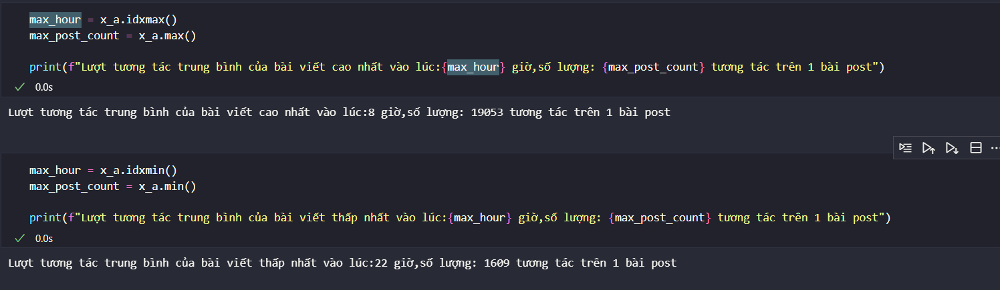 max_hour = x_a.idxmax()
max_post_count = x_a.max()
print(f"Lượt tương tác trung bình của bài viết cao nhất vào lúc:{max_hour} giờ,số lượng: {max_post_count} tương tác trên 1 bài post")
0.0s
Lượt tương tác trung bình của bài viết cao nhất vào lúc:8 giờ,số lượng: 19053 tương tác trên 1 bài post
max_hour = x_a.idxmin()
max_post_count = x_a.min()
print(f"Lượt tương tác trung bình của bài viết thấp nhất vào lúc:{max_hour} giờ,số lượng: {max_post_count} tương tác trên 1 bài post")
0.0s
Lượt tương tác trung bình của bài viết thấp nhất vào lúc:22 giờ,số lượng: 1609 tương tác trên 1 bài post